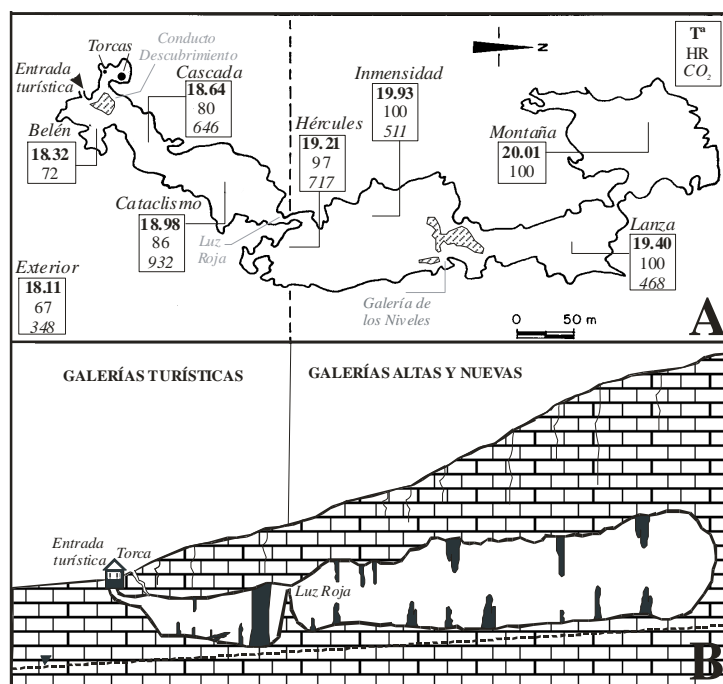 Torcas
Conducto
Descubrimiento
Entrada
turística
Cascada
18.64
80
646
Belén
18.32
72
Cataclismo
18.98
86
932
Luz
Roja
Hércules
19.21
97
717
Inmensidad
19.93
100
511
N
Tª
HR
CO₂
Montaña
20.01
100
Lanza
19.40
100
468
Exterior
18.11
67
348
Galería de
los Niveles
0 50 m
A
GALERÍAS TURÍSTICAS
GALERÍAS ALTAS Y NUEVAS
Entrada
turística
Torca
Luz Roja
B